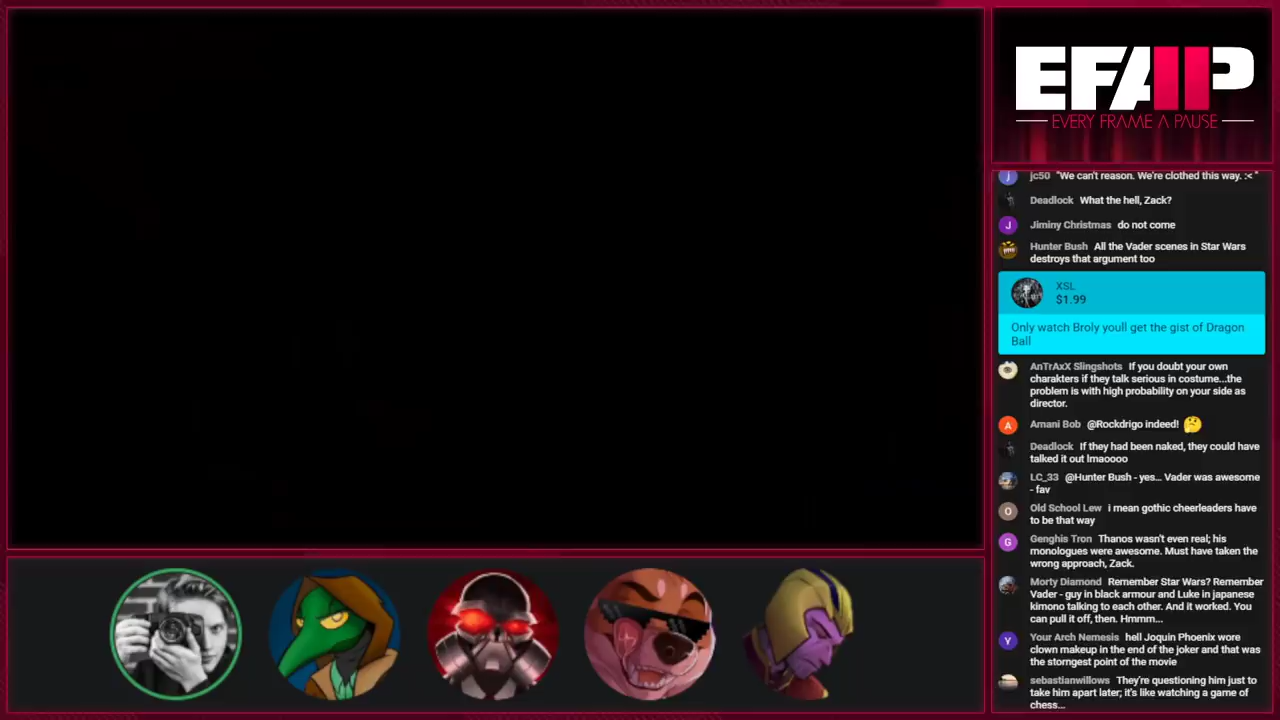 EFAP
EVERY FRAME A PAUSE
jc50 "We can't reason. We're clothed this way. :< "
Deadlock What the hell, Zack?
J
Jiminy Christmas do not come
Hunter Bush All the Vader scenes in Star Wars
destroys that argument too
XSL
$1.99
Only watch Broly youll get the gist of Dragon
Ball
AnTrAxX Slingshots If you doubt your own
charakters if they talk serious in costume...the
problem is with high probability on your side as
director.
A
Amani Bob @Rockdrigo indeed! 🤔
Deadlock If they had been naked, they could have
talked it out lmaoooo
LC_33 @Hunter Bush - yes... Vader was awesome
- fav
O
Old School Lew i mean gothic cheerleaders have
to be that way
G
Genghis Tron Thanos wasn't even real; his
monologues were awesome. Must have taken the
wrong approach, Zack.
Morty Diamond Remember Star Wars? Remember
Vader - guy in black armour and Luke in japanese
kimono talking to each other. And it worked. You
can pull it off, then. Hmmm...
Y
Your Arch Nemesis hell Joquin Phoenix wore
clown makeup in the end of the joker and that was
the storngest point of the movie
sebastianwillows They're questioning him just to
take him apart later; it's like watching a game of
chess...